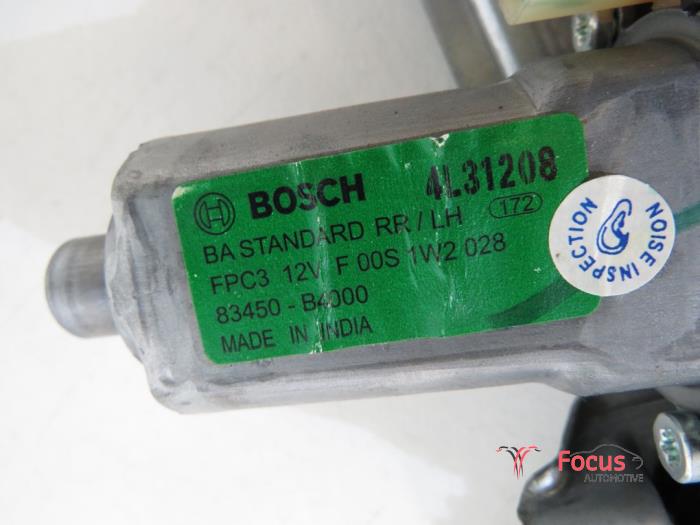 BOSCH 4L31208
BA STANDARD RR / LH 172
FPC3 12V F 00S 1W2 028
83450 - B4000
MADE IN INDIA
NOISE INSPECTION
Focus
AUTOMOTIVE